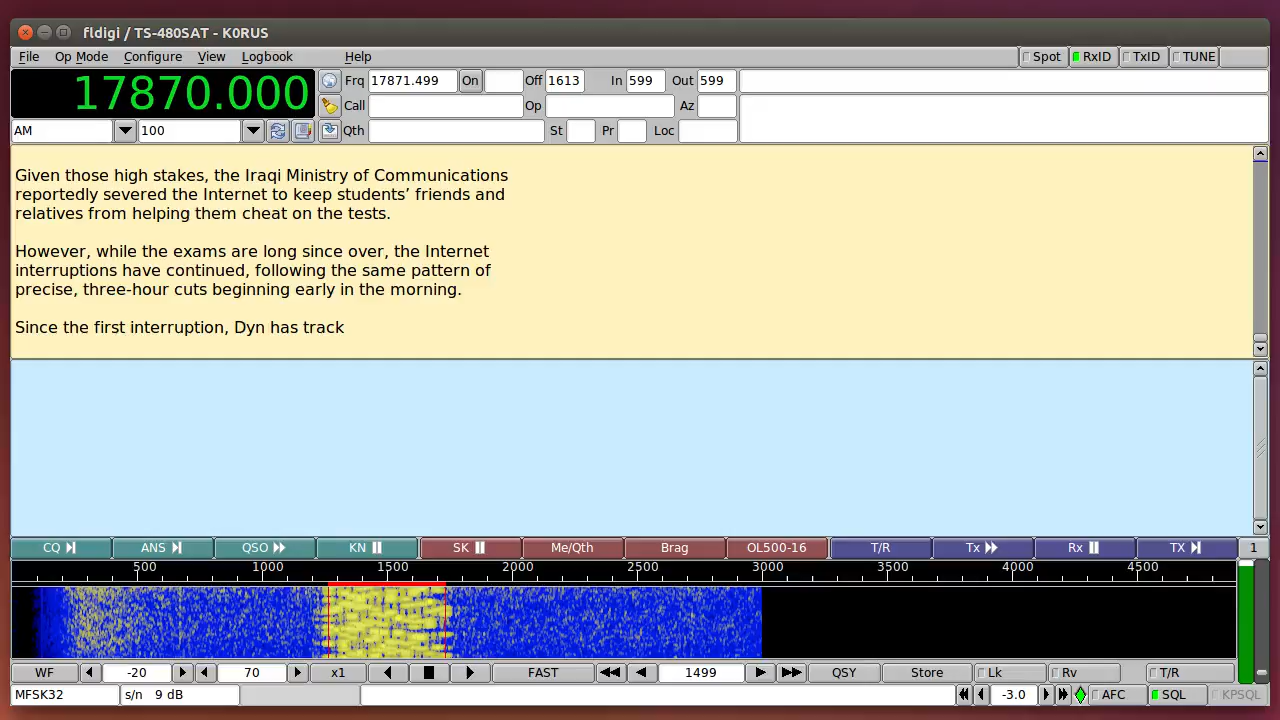 fldigi / TS-480SAT - K0RUS
File Op Mode Configure View Logbook Help Spot RxID TxID TUNE
17870.000 Frq 17871.499 On Off 1613 In 599 Out 599
Call Op Az
AM 100 Qth St Pr Loc
Given those high stakes, the Iraqi Ministry of Communications
reportedly severed the Internet to keep students’ friends and
relatives from helping them cheat on the tests.
However, while the exams are long since over, the Internet
interruptions have continued, following the same pattern of
precise, three-hour cuts beginning early in the morning.
Since the first interruption, Dyn has track
CQ ANS QSO KN SK Me/Qth Brag OL500-16 T/R Tx Rx TX 1
500 1000 1500 2000 2500 3000 3500 4000 4500
WF -20 70 x1 FAST 1499 QSY Store Lk Rv T/R
MFSK32 s/n 9 dB -3.0 AFC SQL KPSQL